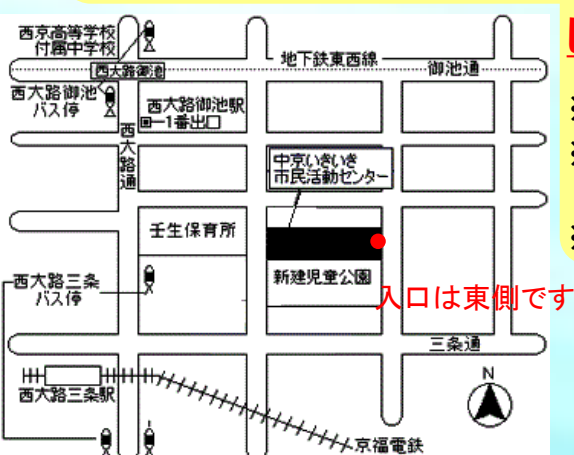 西京高等学校
付属中学校
地下鉄東西線
御池通
西大路御池
西大路御池
バス停
西大路御池駅
1番出口
西大路通
中京いきいき
市民活動センター
壬生保育所
新建児童公園
入口は東側です
西大路三条
バス停
三条通
西大路三条駅
N
京福電鉄
※
※
※